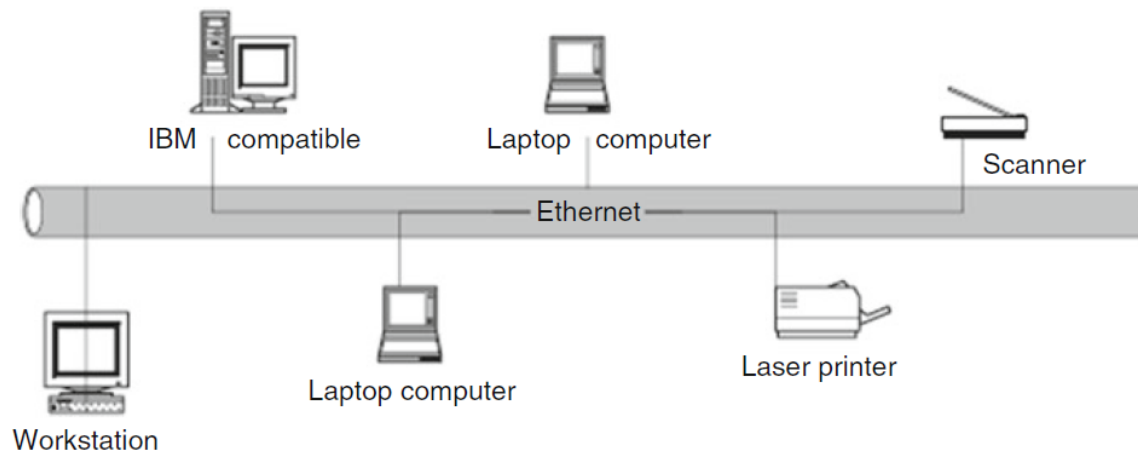 IBM compatible
Laptop computer
Scanner
Ethernet
Laser printer
Laptop computer
Workstation